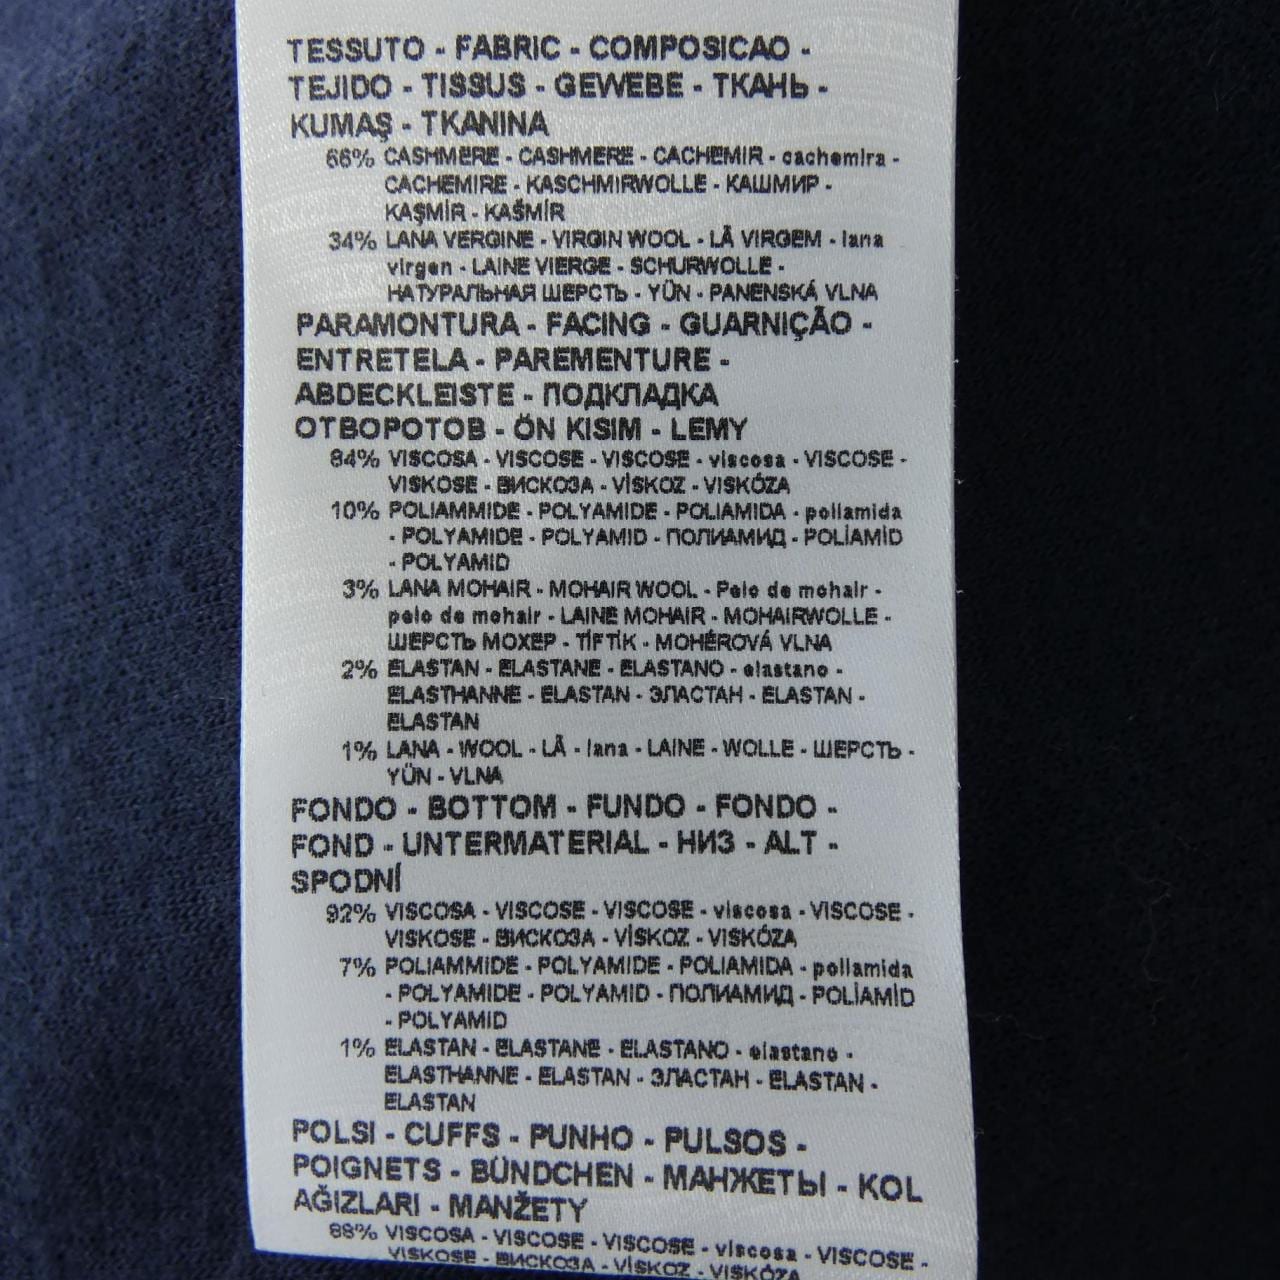 TESSUTO - FABRIC - COMPOSICAO -
TEJIDO - TISSUS - GEWEBE - ТКАНЬ -
KUMAŞ - TKANINA
66% CASHMERE - CASHMERE - CACHEMIR - cachemira -
CACHEMIRE - KASCHMIRWOLLE - КАШМИР -
KAŞMİR - KAŠMÍR
34% LANA VERGINE - VIRGIN WOOL - LÃ VIRGEM - lana
virgen - LAINE VIERGE - SCHURWOLLE -
НАТУРАЛЬНАЯ ШЕРСТЬ - YÜN - PANENSKÁ VLNA
PARAMONTURA - FACING - GUARNIÇÃO -
ENTRETELA - PAREMENTURE -
ABDECKLEISTE - ПОДКЛАДКА
ОТВОРОТОВ - ÖN KISIM - LEMY
84% VISCOSA - VISCOSE - VISCOSE - viscosa - VISCOSE -
VISKOSE - ВИСКОЗА - VİSKOZ - VISKÓZA
10% POLIAMMIDE - POLYAMIDE - POLIAMIDA - poliamida
- POLYAMIDE - POLYAMID - ПОЛИАМИД - POLİAMİD
- POLYAMID
3% LANA MOHAIR - MOHAIR WOOL - Pelo de mohair -
pelo de mohair - LAINE MOHAIR - MOHAIRWOLLE -
ШЕРСТЬ МОХЕР - TİFTİK - MOHÉROVÁ VLNA
2% ELASTAN - ELASTANE - ELASTANO - elastano -
ELASTHANNE - ELASTAN - ЭЛАСТАН - ELASTAN -
ELASTAN
1% LANA - WOOL - LÃ - lana - LAINE - WOLLE - ШЕРСТЬ -
YÜN - VLNA
FONDO - BOTTOM - FUNDO - FONDO -
FOND - UNTERMATERIAL - НИЗ - ALT -
SPODNÍ
92% VISCOSA - VISCOSE - VISCOSE - viscosa - VISCOSE -
VISKOSE - ВИСКОЗА - VİSKOZ - VISKÓZA
7% POLIAMMIDE - POLYAMIDE - POLIAMIDA - poliamida
- POLYAMIDE - POLYAMID - ПОЛИАМИД - POLİAMİD
- POLYAMID
1% ELASTAN - ELASTANE - ELASTANO - elastano -
ELASTHANNE - ELASTAN - ЭЛАСТАН - ELASTAN -
ELASTAN
POLSI - CUFFS - PUNHO - PULSOS -
POIGNETS - BÜNDCHEN - МАНЖЕТЫ - KOL
AĞIZLARI - MANŽETY
88% VISCOSA - VISCOSE - VISCOSE - viscosa - VISCOSE -
VISKOSE - ВИСКОЗА - VİSKOZ - VISKÓZA